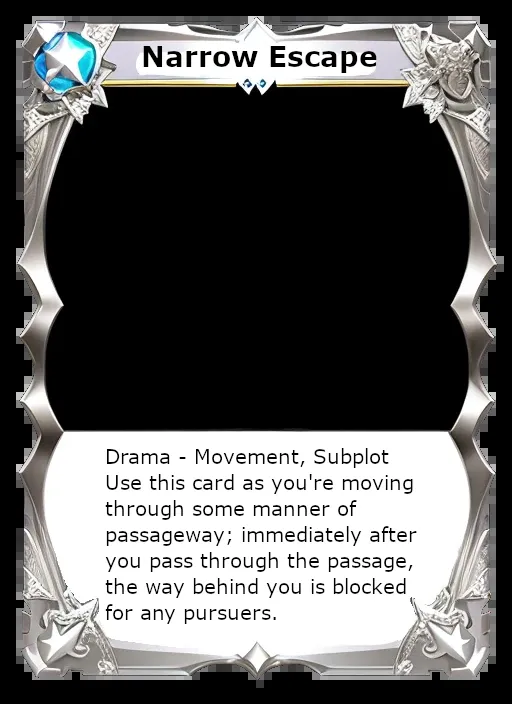 Narrow Escape
Drama - Movement, Subplot
Use this card as you're moving
through some manner of
passageway; immediately after
you pass through the passage,
the way behind you is blocked
for any pursuers.